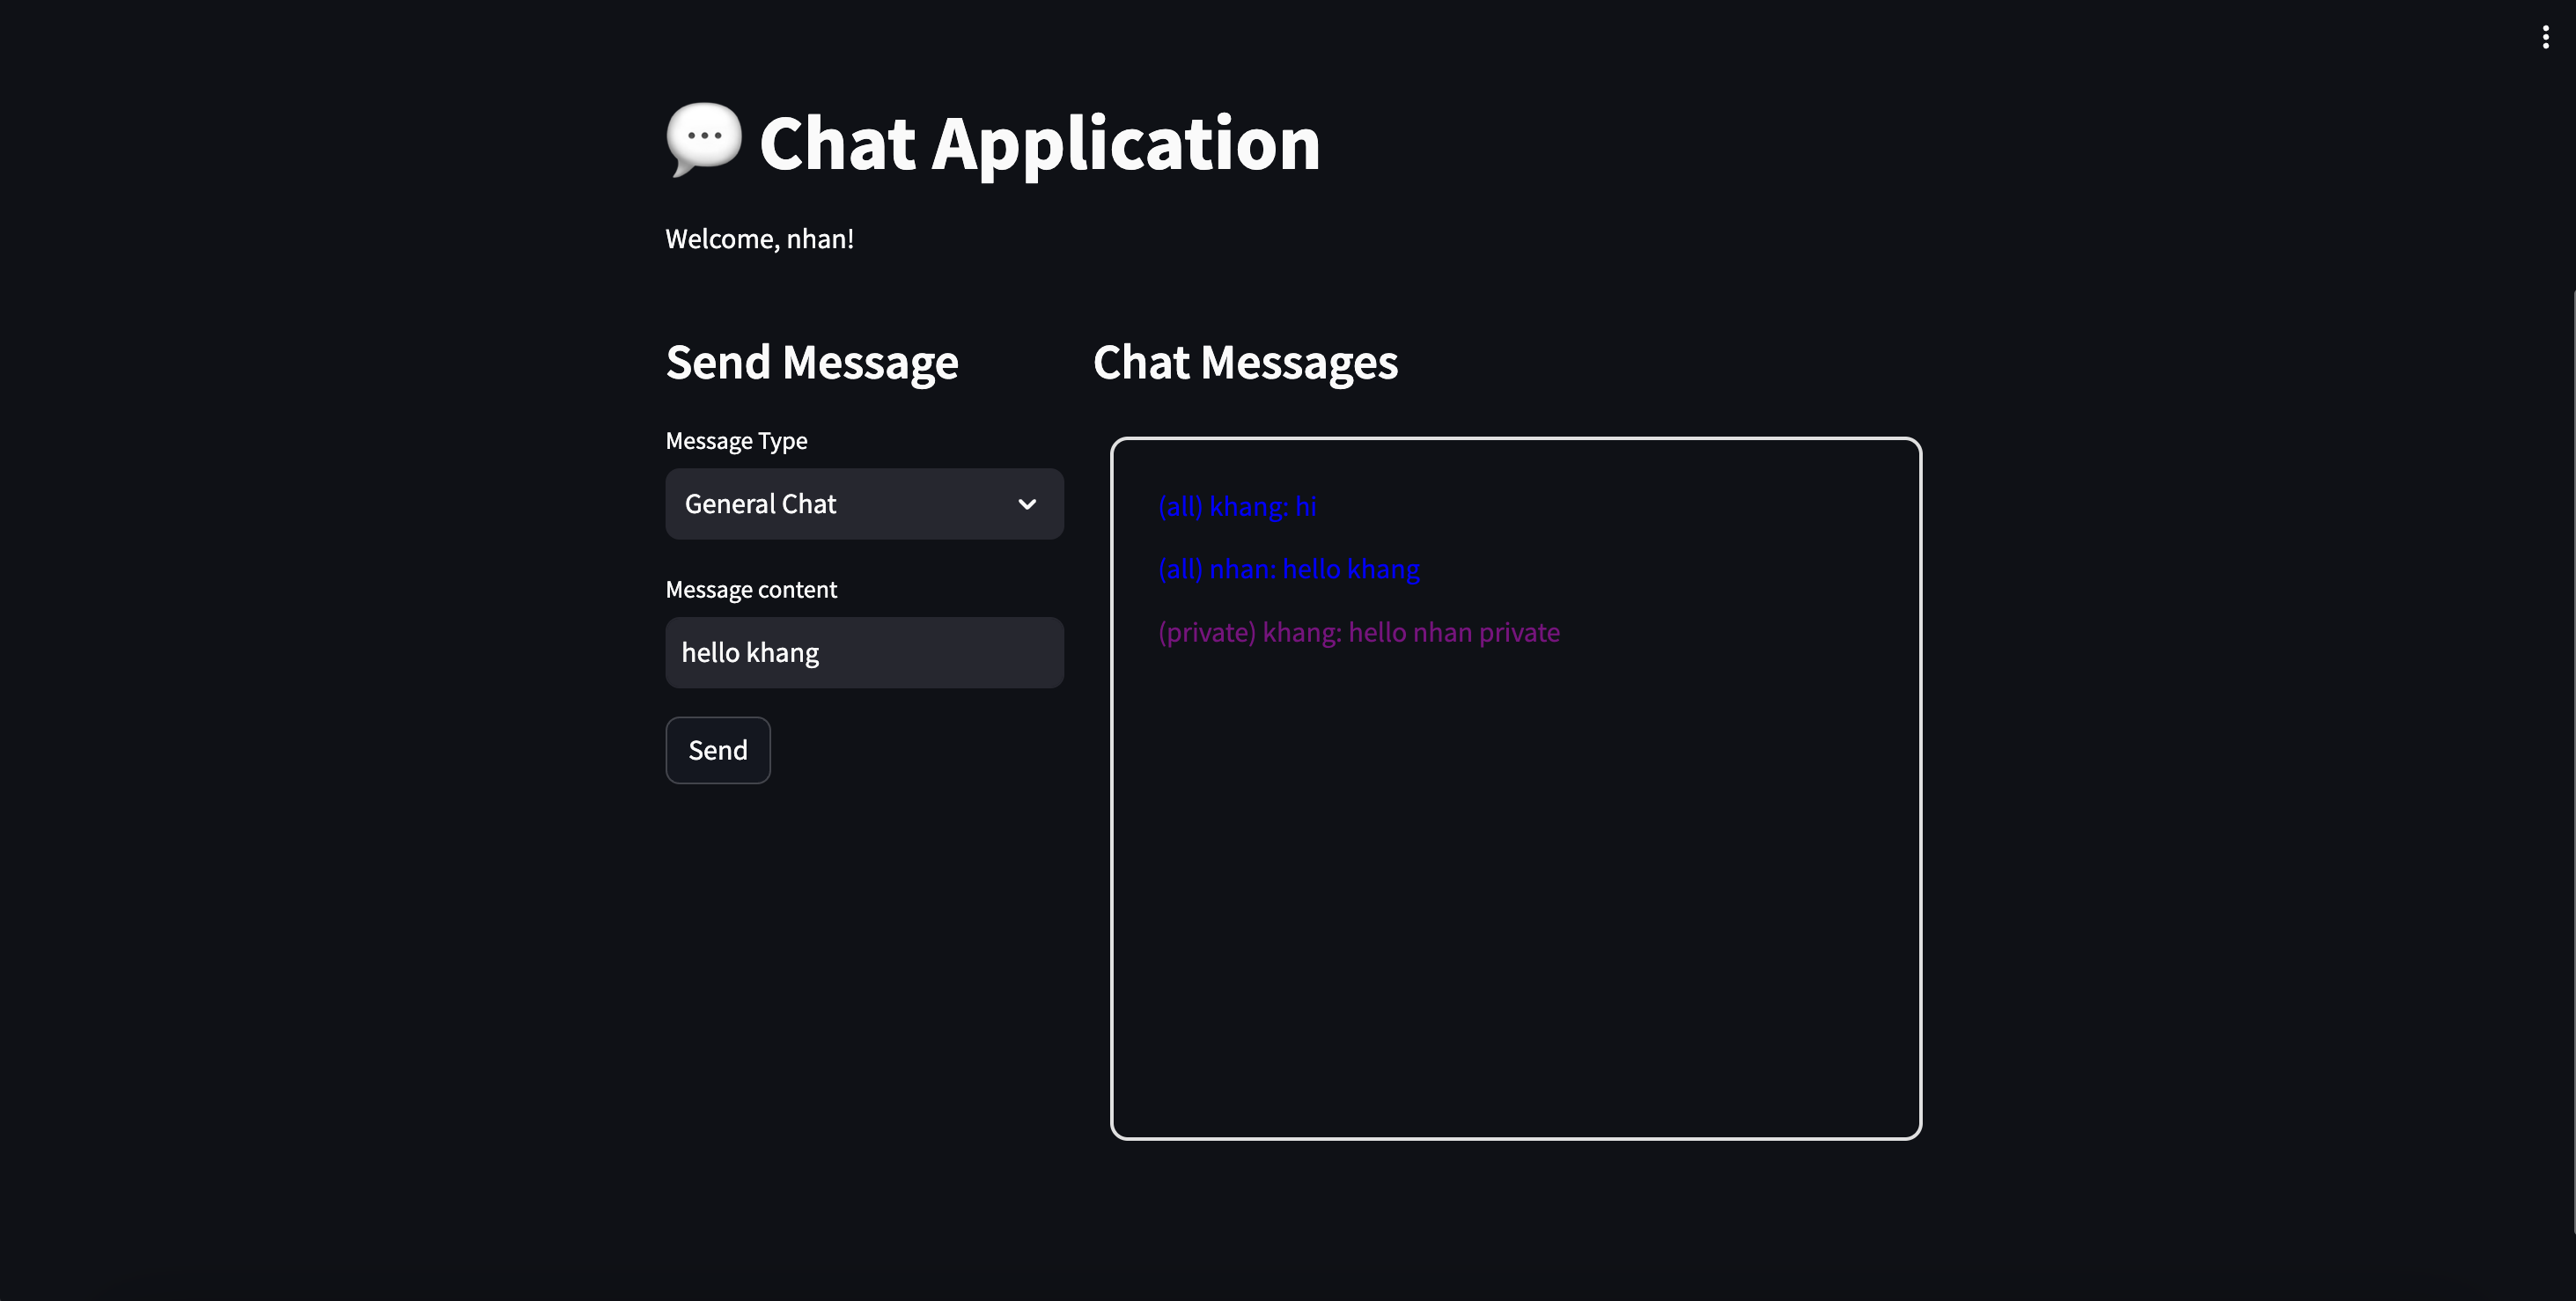 💬 Chat Application
Welcome, nhan!
Send Message
Message Type
General Chat
Message content
hello khang
Send
Chat Messages
(all) khang: hi
(all) nhan: hello khang
(private) khang: hello nhan private